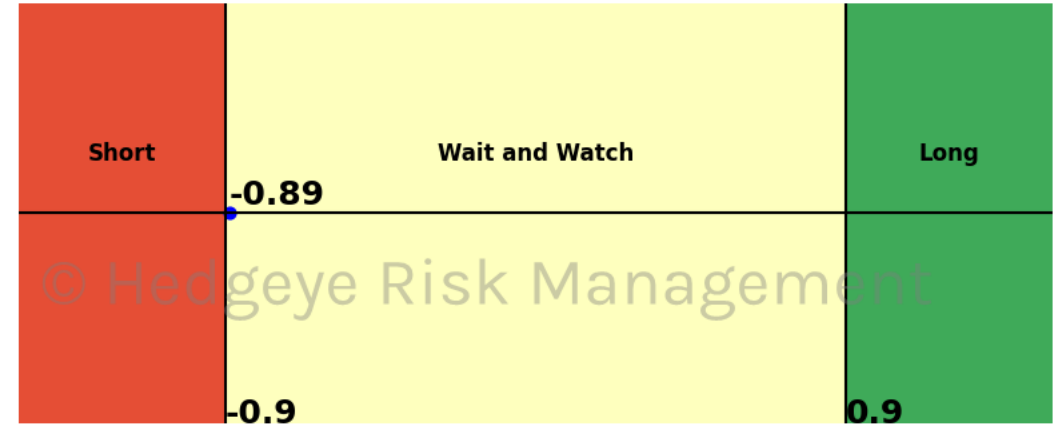 Short Wait and Watch Long
-0.89
© Hedgeye Risk Management
-0.9 0.9